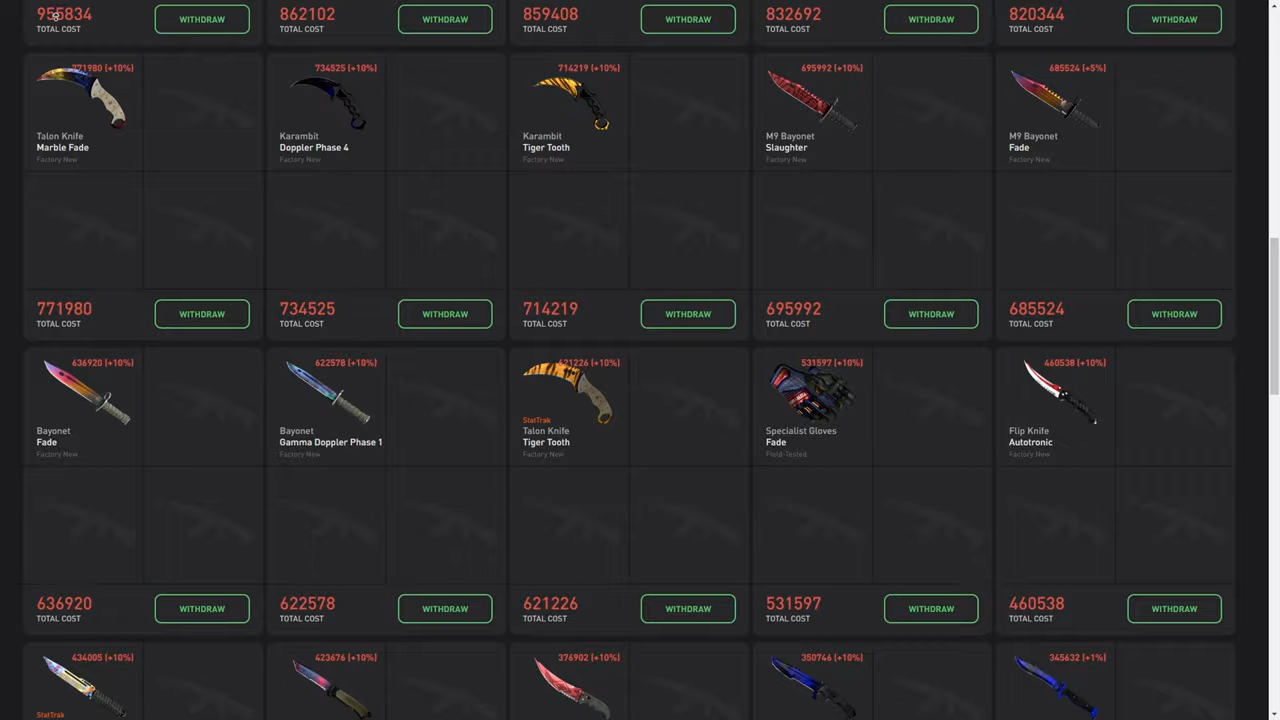 955834
TOTAL COST
WITHDRAW
862102
TOTAL COST
WITHDRAW
859408
TOTAL COST
WITHDRAW
832692
TOTAL COST
WITHDRAW
820344
TOTAL COST
WITHDRAW
771980 (+10%)
Talon Knife
Marble Fade
Factory New
771980
TOTAL COST
WITHDRAW
734525 (+10%)
Karambit
Doppler Phase 4
Factory New
734525
TOTAL COST
WITHDRAW
714219 (+10%)
Karambit
Tiger Tooth
Factory New
714219
TOTAL COST
WITHDRAW
695992 (+10%)
M9 Bayonet
Slaughter
Factory New
695992
TOTAL COST
WITHDRAW
685524 (+5%)
M9 Bayonet
Fade
Factory New
685524
TOTAL COST
WITHDRAW
636920 (+10%)
Bayonet
Fade
Factory New
636920
TOTAL COST
WITHDRAW
622578 (+10%)
Bayonet
Gamma Doppler Phase 1
Factory New
622578
TOTAL COST
WITHDRAW
621226 (+10%)
StatTrak
Talon Knife
Tiger Tooth
Factory New
621226
TOTAL COST
WITHDRAW
531597 (+10%)
Specialist Gloves
Fade
Field-Tested
531597
TOTAL COST
WITHDRAW
460538 (+10%)
Flip Knife
Autotronic
Factory New
460538
TOTAL COST
WITHDRAW
434005 (+10%)
StatTrak
423676 (+10%)
376902 (+10%)
350746 (+10%)
345632 (+1%)